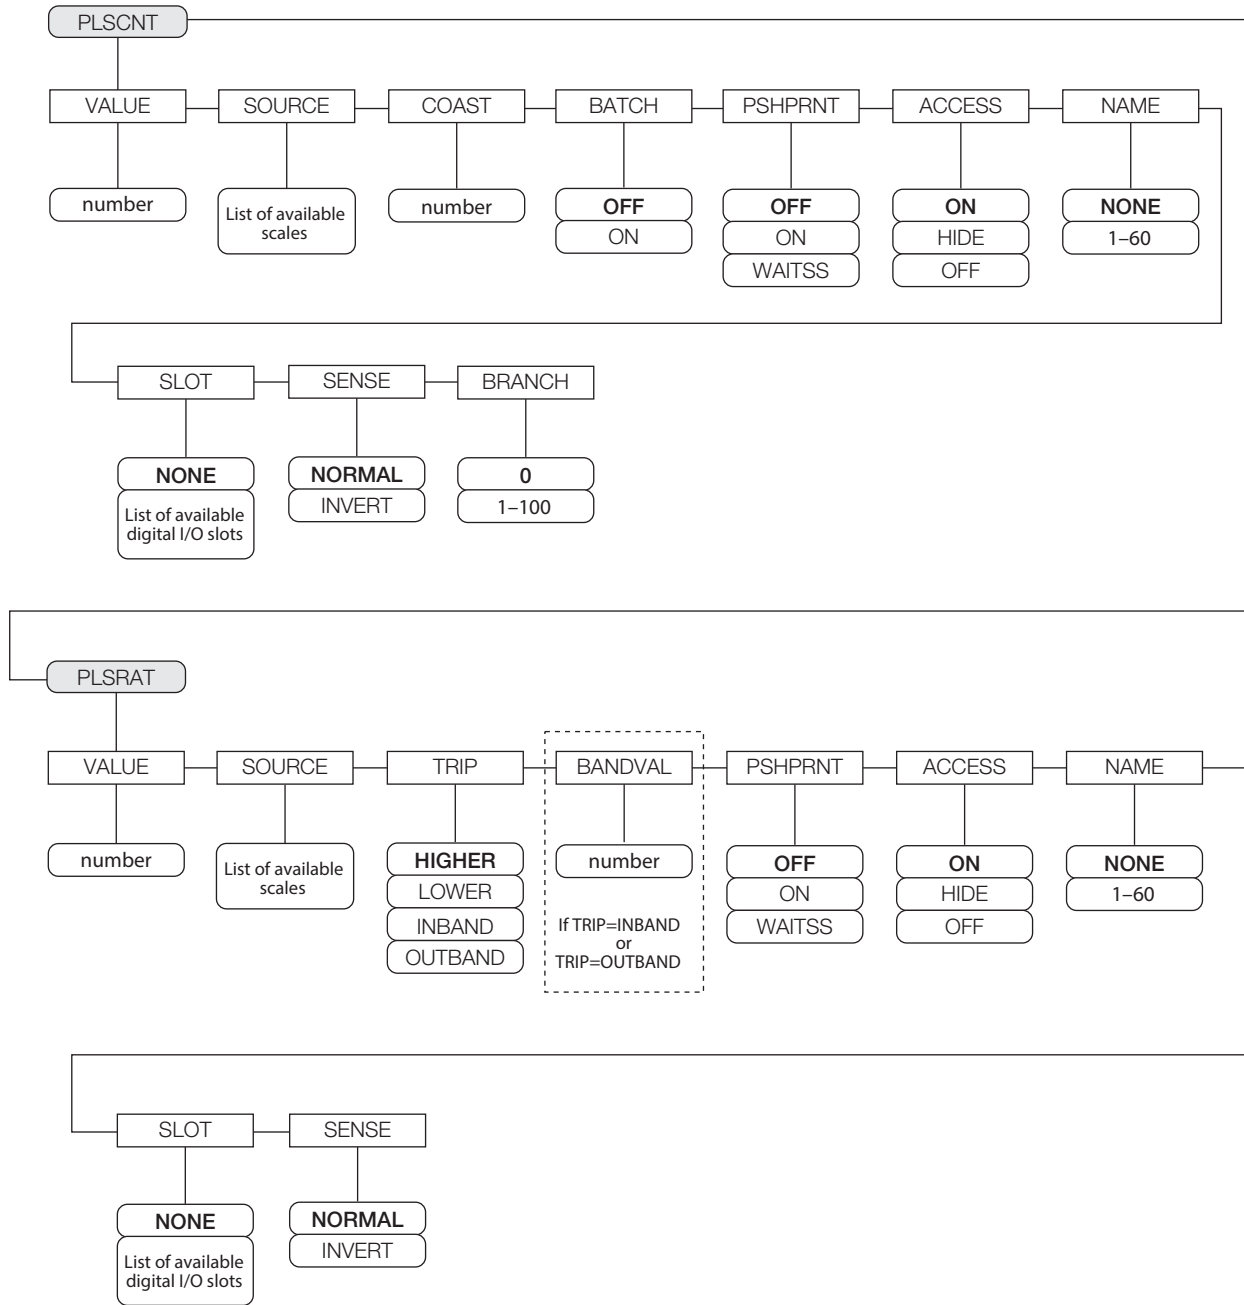 PLSCNT
VALUE
SOURCE
COAST
BATCH
PSHPRNT
ACCESS
NAME
number
List of available
scales
number
OFF
ON
OFF
ON
WAITSS
ON
HIDE
OFF
NONE
1–60
SLOT
SENSE
BRANCH
NONE
List of available
digital I/O slots
NORMAL
INVERT
0
1–100
PLSRAT
VALUE
SOURCE
TRIP
BANDVAL
PSHPRNT
ACCESS
NAME
number
List of available
scales
HIGHER
LOWER
INBAND
OUTBAND
number
If TRIP=INBAND
or
TRIP=OUTBAND
OFF
ON
WAITSS
ON
HIDE
OFF
NONE
1–60
SLOT
SENSE
NONE
List of available
digital I/O slots
NORMAL
INVERT